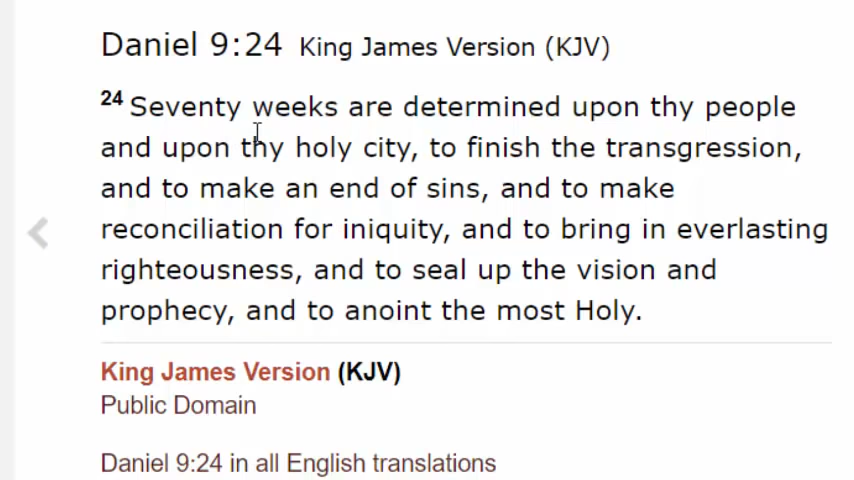 Daniel 9:24 King James Version (KJV)
24 Seventy weeks are determined upon thy people
and upon thy holy city, to finish the transgression,
and to make an end of sins, and to make
reconciliation for iniquity, and to bring in everlasting
righteousness, and to seal up the vision and
prophecy, and to anoint the most Holy.
King James Version (KJV)
Public Domain
Daniel 9:24 in all English translations